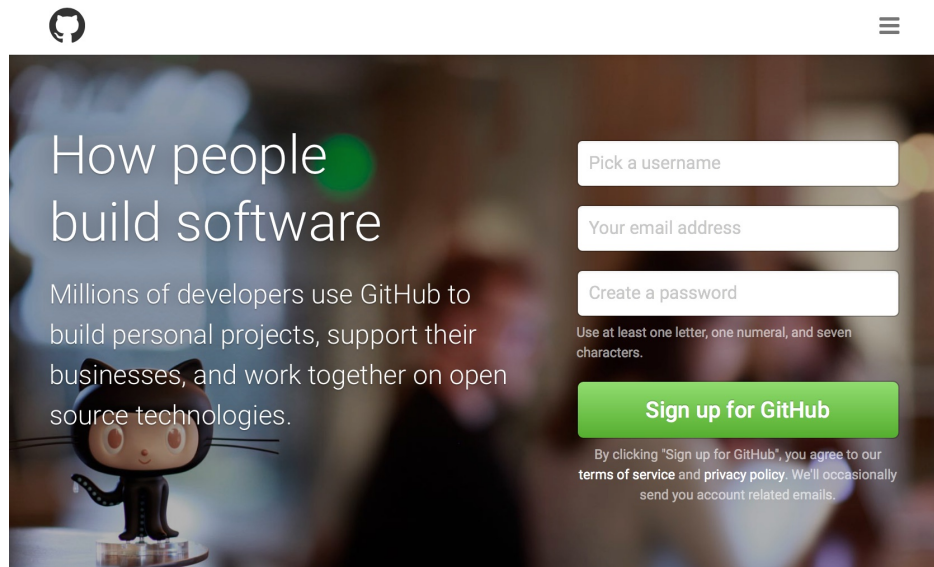 How people
build software
Millions of developers use GitHub to
build personal projects, support their
businesses, and work together on open
source technologies.
Pick a username
Your email address
Create a password
Use at least one letter, one numeral, and seven
characters.
Sign up for GitHub
By clicking "Sign up for GitHub", you agree to our
terms of service and privacy policy. We'll occasionally
send you account related emails.